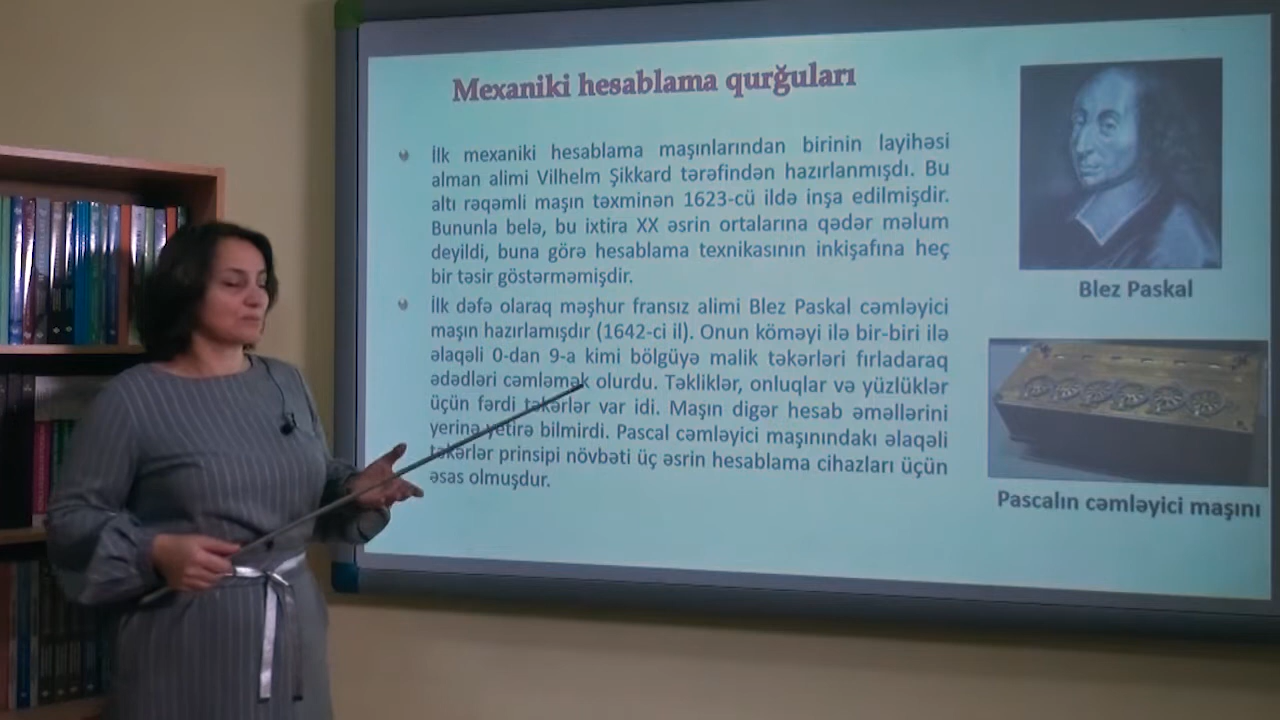 Mexaniki hesablama qurğuları
İlk mexaniki hesablama maşınlarından birinin layihəsi
alman alimi Vilhelm Şikkard tərəfindən hazırlanmışdı. Bu
altı rəqəmli maşın təxminən 1623-cü ildə inşa edilmişdir.
Bununla belə, bu ixtira XX əsrin ortalarına qədər məlum
deyildi, buna görə hesablama texnikasının inkişafına heç
bir təsir göstərməmişdir.
İlk dəfə olaraq məşhur fransız alimi Blez Paskal cəmləyici
maşın hazırlamışdır (1642-ci il). Onun köməyi ilə bir-biri ilə
əlaqəli 0-dan 9-a kimi bölgüyə malik təkərləri fırladaraq
ədədləri cəmləmək olurdu. Təkliklər, onluqlar və yüzlüklər
üçün fərdi təkərlər var idi. Maşın digər hesab əməllərini
yerinə yetirə bilmirdi. Pascal cəmləyici maşınındakı əlaqəli
təkərlər prinsipi növbəti üç əsrin hesablama cihazları üçün
əsas olmuşdur.
Blez Paskal
Pascalın cəmləyici maşını